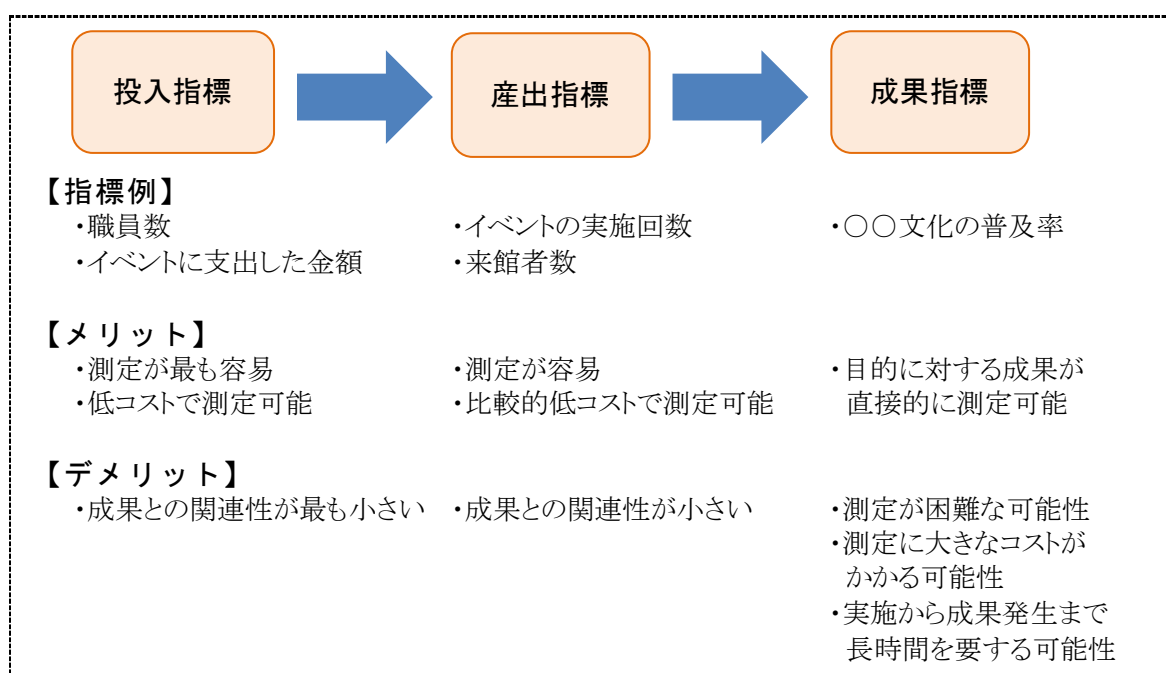 投入指標
産出指標
成果指標
【指標例】
・職員数
・イベントに支出した金額
・イベントの実施回数
・来館者数
・〇〇文化の普及率
【メリット】
・測定が最も容易
・低コストで測定可能
・測定が容易
・比較的低コストで測定可能
・目的に対する成果が
直接的に測定可能
【デメリット】
・成果との関連性が最も小さい
・成果との関連性が小さい
・測定が困難な可能性
・測定に大きなコストが
かかる可能性
・実施から成果発生まで
長時間を要する可能性